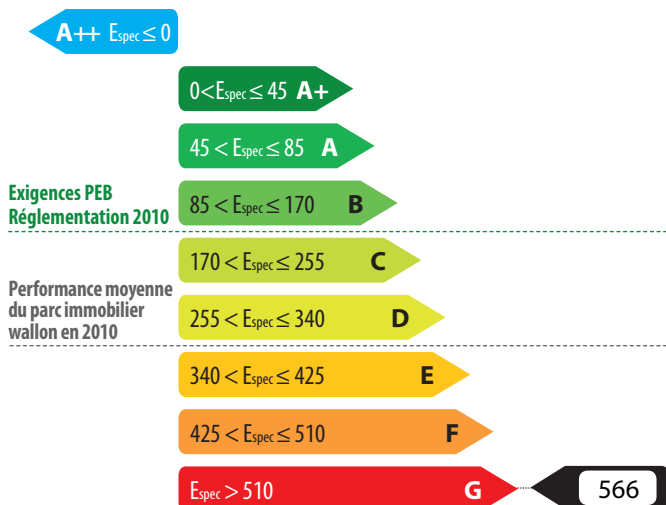 A++ Espec ≤ 0
0 < Espec ≤ 45 A+
45 < Espec ≤ 85 A
Exigences PEB
Réglementation 2010
85 < Espec ≤ 170 B
170 < Espec ≤ 255 C
Performance moyenne
du parc immobilier
wallon en 2010
255 < Espec ≤ 340 D
340 < Espec ≤ 425 E
425 < Espec ≤ 510 F
Espec > 510 G 566